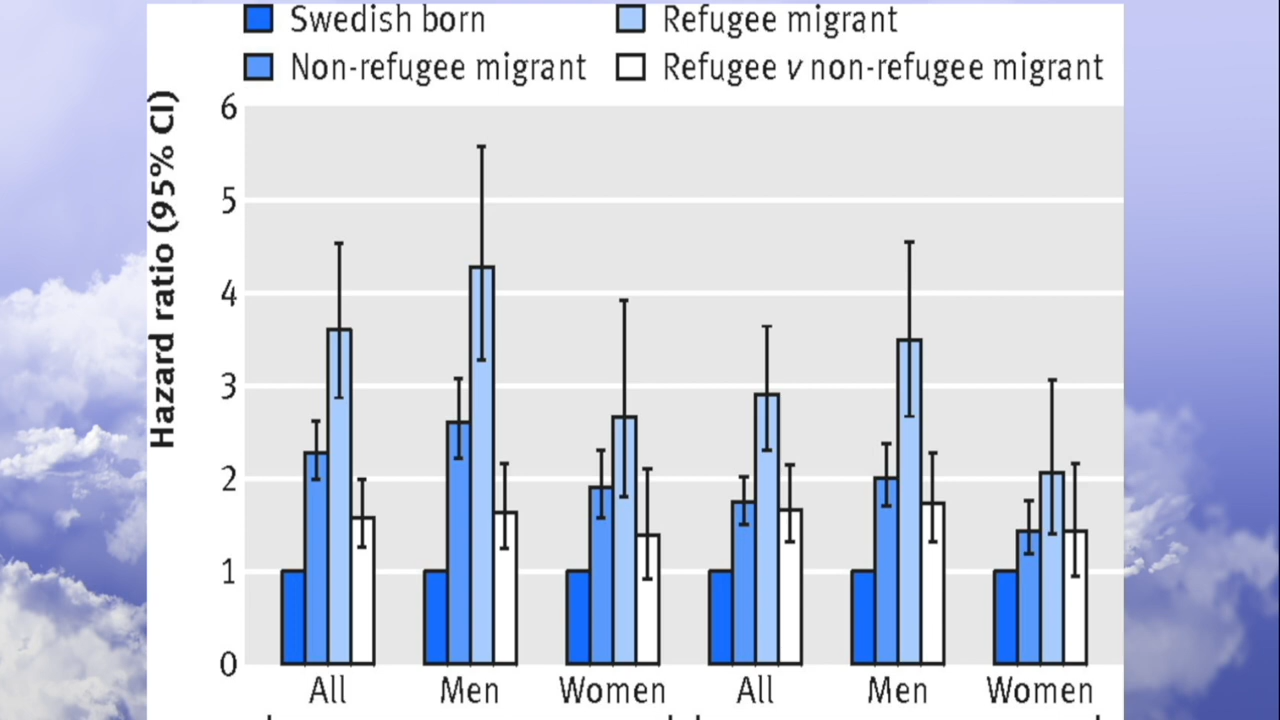 Swedish born
Refugee migrant
Non-refugee migrant
Refugee v non-refugee migrant
Hazard ratio (95% CI)
6
5
4
3
2
1
0
All Men Women All Men Women